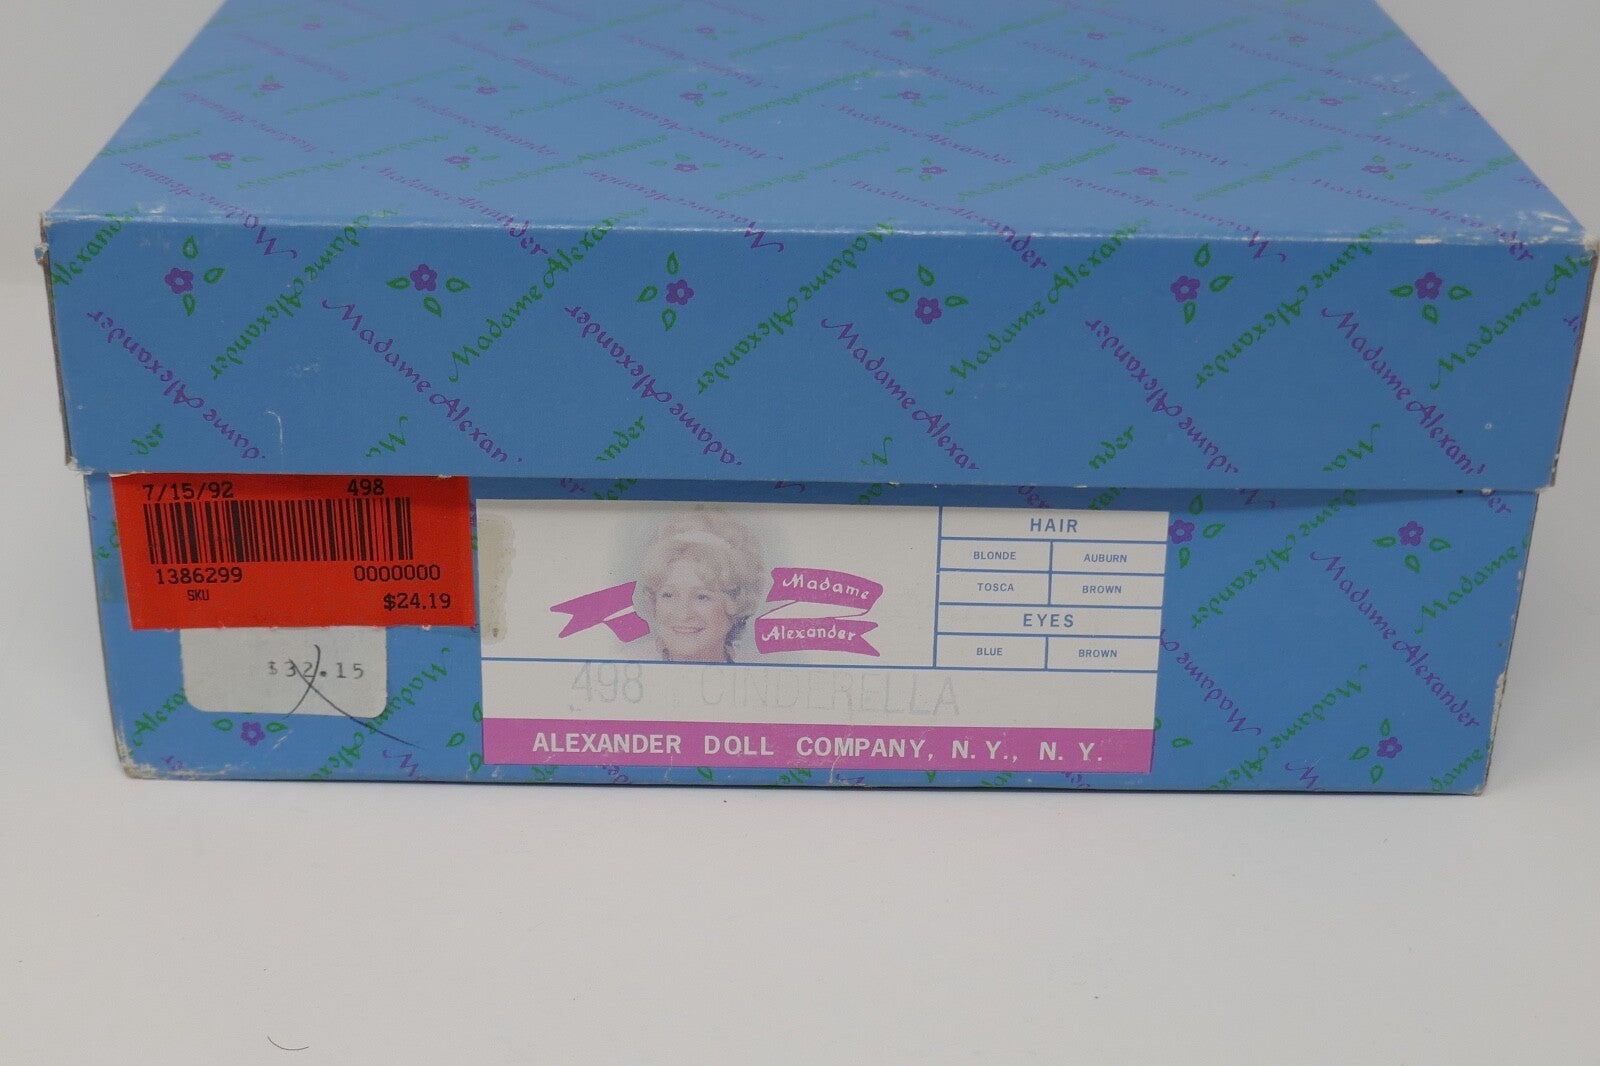 Madame Alexander
Madame Alexander
Madame Alexander
Madame Alexander
7/15/92 498
1386299 0000000
SKU
$24.19
$32.15
Madame
Alexander
HAIR
BLONDE AUBURN
TOSCA BROWN
EYES
BLUE BROWN
498 CINDERELLA
ALEXANDER DOLL COMPANY, N.Y., N.Y.